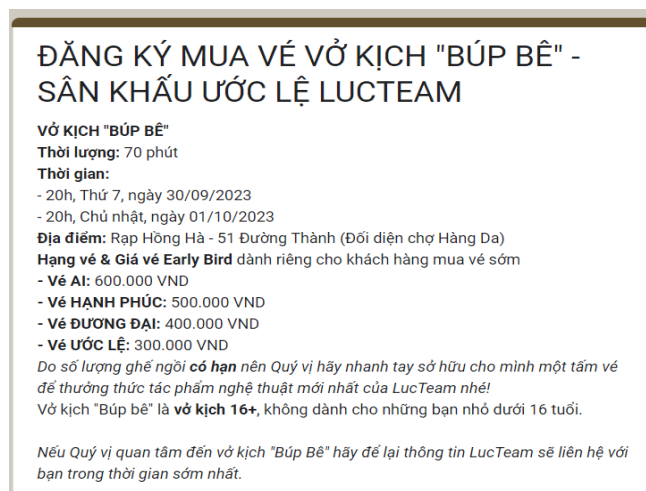 ĐĂNG KÝ MUA VÉ VỞ KỊCH "BÚP BÊ" -
SÂN KHẤU ƯỚC LỆ LUCTEAM
VỞ KỊCH "BÚP BÊ"
Thời lượng: 70 phút
Thời gian:
- 20h, Thứ 7, ngày 30/09/2023
- 20h, Chủ nhật, ngày 01/10/2023
Địa điểm: Rạp Hồng Hà - 51 Đường Thành (Đối diện chợ Hàng Da)
Hạng vé & Giá vé Early Bird dành riêng cho khách hàng mua vé sớm
- Vé AI: 600.000 VND
- Vé HẠNH PHÚC: 500.000 VND
- Vé ĐƯƠNG ĐẠI: 400.000 VND
- Vé ƯỚC LỆ: 300.000 VND
Do số lượng ghế ngồi có hạn nên Quý vị hãy nhanh tay sở hữu cho mình một tấm vé
để thưởng thức tác phẩm nghệ thuật mới nhất của LucTeam nhé!
Vở kịch "Búp bê" là vở kịch 16+, không dành cho những bạn nhỏ dưới 16 tuổi.
Nếu Quý vị quan tâm đến vở kịch "Búp Bê" hãy để lại thông tin LucTeam sẽ liên hệ với
bạn trong thời gian sớm nhất.